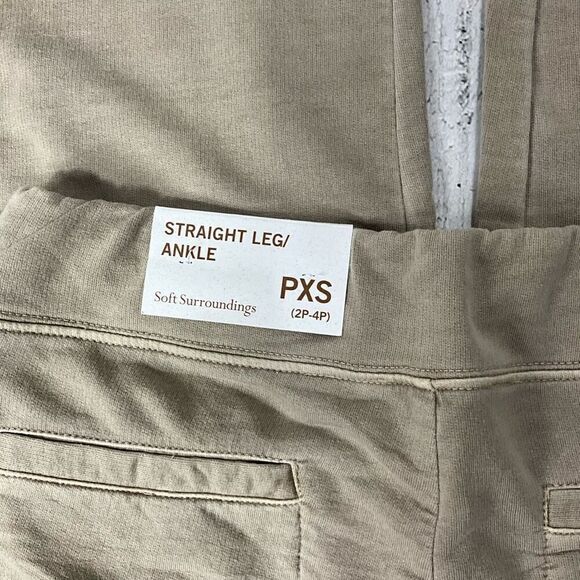 STRAIGHT LEG/
ANKLE
PXS
Soft Surroundings
(2P-4P)